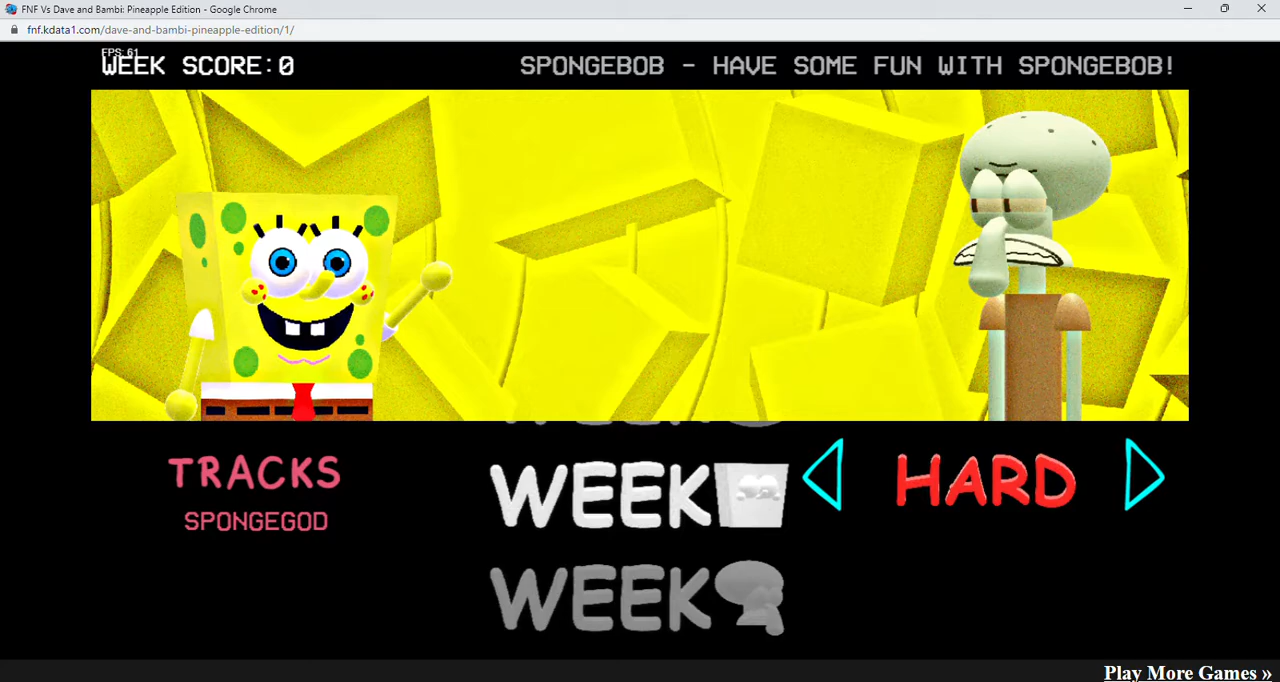 FNF Vs Dave and Bambi: Pineapple Edition - Google Chrome
fnf.kdata1.com/dave-and-bambi-pineapple-edition/1/
FPS: 61
WEEK SCORE:0
SPONGEBOB - HAVE SOME FUN WITH SPONGEBOB!
TRACKS
SPONGEGOD
WEEK
HARD
WEEK
Play More Games »